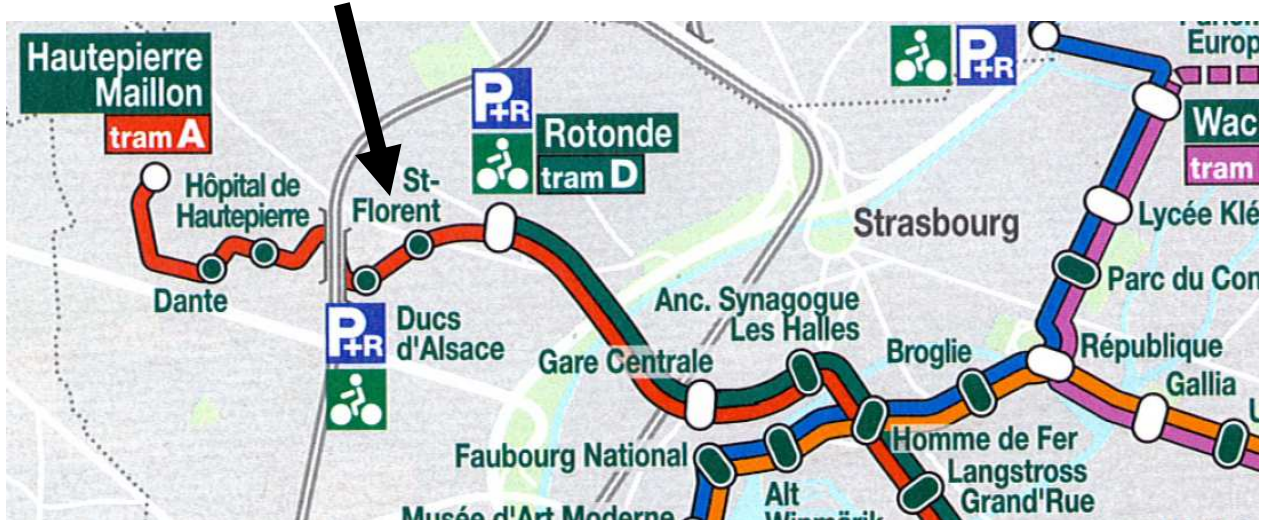 Hautepierre
Maillon
tram A
Hôpital de
Hautepierre
Dante
St-
Florent
P+R
Rotonde
tram D
P+R
Ducs
d'Alsace
Gare Centrale
Anc. Synagogue
Les Halles
Strasbourg
P+R
Europ
Wac
tram
Lycée Klé
Parc du Con
République
Broglie
Gallia
Homme de Fer
Langstross
Grand'Rue
Faubourg National
Alt
Musée d'Art Moderne